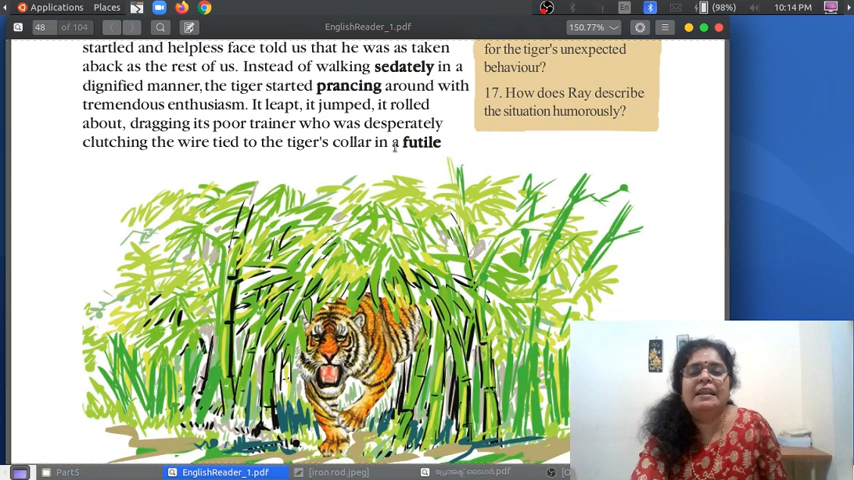 Applications
Places
En
(98%)
10:14 PM
48
of 104
EnglishReader_1.pdf
150.77%
startled and helpless face told us that he was as taken
aback as the rest of us. Instead of walking sedately in a
dignified manner, the tiger started prancing around with
tremendous enthusiasm. It leapt, it jumped, it rolled
about, dragging its poor trainer who was desperately
clutching the wire tied to the tiger's collar in a futile
for the tiger's unexpected
behaviour?
17. How does Ray describe
the situation humorously?
Part5
EnglishReader_1.pdf
[iron rod.jpeg]
[O